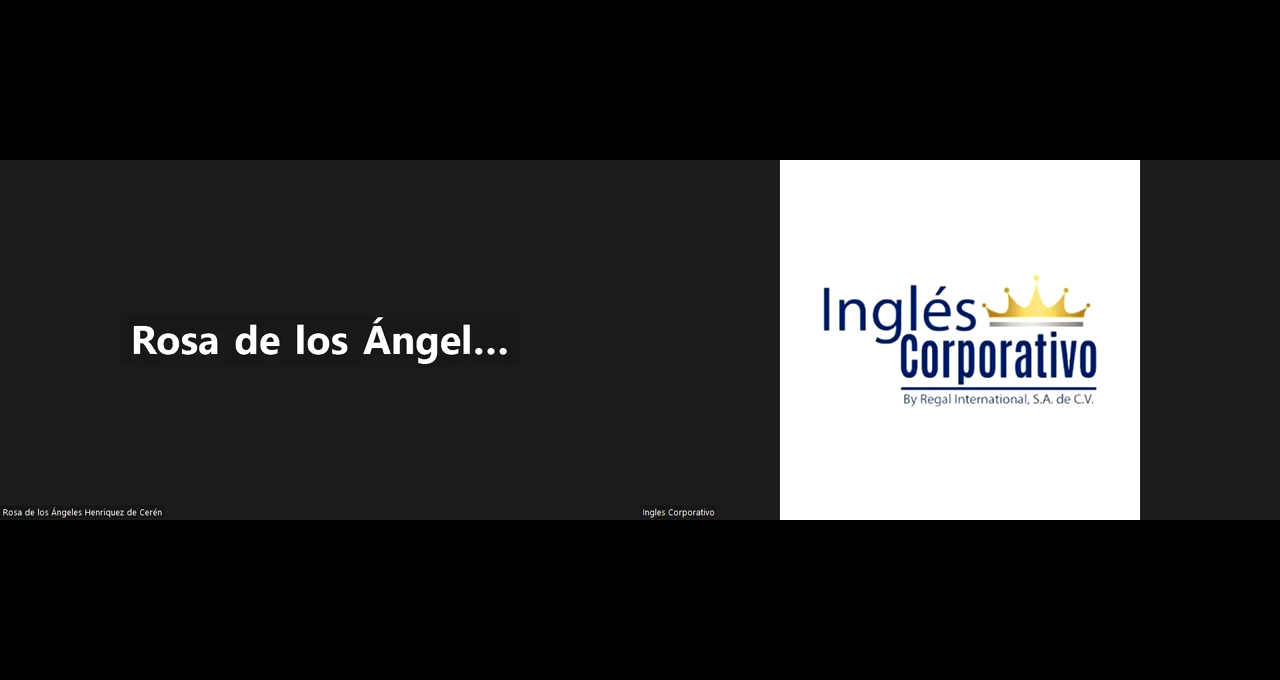 Rosa de los Ángel...
Rosa de los Ángeles Henriquez de Cerén
Inglés
Corporativo
By Regal International, S.A. de C.V.
Ingles Corporativo